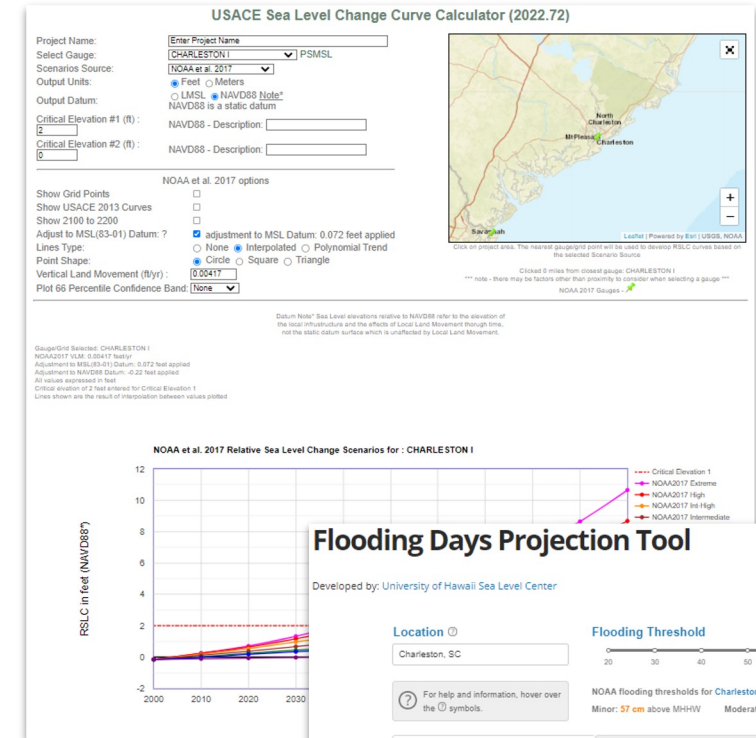 USACE Sea Level Change Curve Calculator (2022.72)
Project Name: Enter Project Name
Select Gauge: CHARLESTON I PSMSL
Scenarios Source: NOAA et al. 2017
Output Units: Feet Meters
Output Datum: LMSL NAVD88 Note*
NAVD88 is a static datum
Critical Elevation #1 (ft) :
2
NAVD88 - Description:
Critical Elevation #2 (ft) :
0
NAVD88 - Description:
NOAA et al. 2017 options
Show Grid Points
Show USACE 2013 Curves
Show 2100 to 2200
Adjust to MSL(83-01) Datum: ? adjustment to MSL Datum: 0.072 feet applied
Lines Type: None Interpolated Polynomial Trend
Point Shape: Circle Square Triangle
Vertical Land Movement (ft/yr) : 0.00417
Plot 66 Percentile Confidence Band: None
North
Charleston
Mt Pleasa
Charleston
Savannah
+
−
Leaflet | Powered by Esri | USGS, NOAA
Click on project area. The nearest gauge/grid point will be used to develop RSLC curves based on
the selected Scenario Source
Clicked 0 miles from closest gauge: CHARLESTON I
*** note - there may be factors other than proximity to consider when selecting a gauge ***
NOAA 2017 Gauges -
Datum Note* Sea Level elevations relative to NAVD88 refer to the elevation of
the local infrastructure and the effects of Local Land Movement thorugh time,
not the static datum surface which is unaffected by Local Land Movement.
Gauge/Grid Selected: CHARLESTON I
NOAA2017 VLM: 0.00417 feet/yr
Adjustment to MSL(83-01) Datum: 0.072 feet applied
Adjustment to NAVD88 Datum: -0.22 feet applied
All values expressed in feet
Critical elvation of 2 feet entered for Critical Elevation 1
Lines shown are the result of interpolation between values plotted
NOAA et al. 2017 Relative Sea Level Change Scenarios for : CHARLESTON I
RSLC in feet (NAVD88*)
12
10
8
6
4
2
0
-2
2000 2010 2020 2030
Critical Elevation 1
NOAA2017 Extreme
NOAA2017 High
NOAA2017 Int-High
NOAA2017 Intermediate
Flooding Days Projection Tool
Developed by: University of Hawaii Sea Level Center
Location ?
Charleston, SC
? For help and information, hover over
the ? symbols.
Flooding Threshold
20 30 40 50
NOAA flooding thresholds for Charleston
Minor: 57 cm above MHHW Moderat